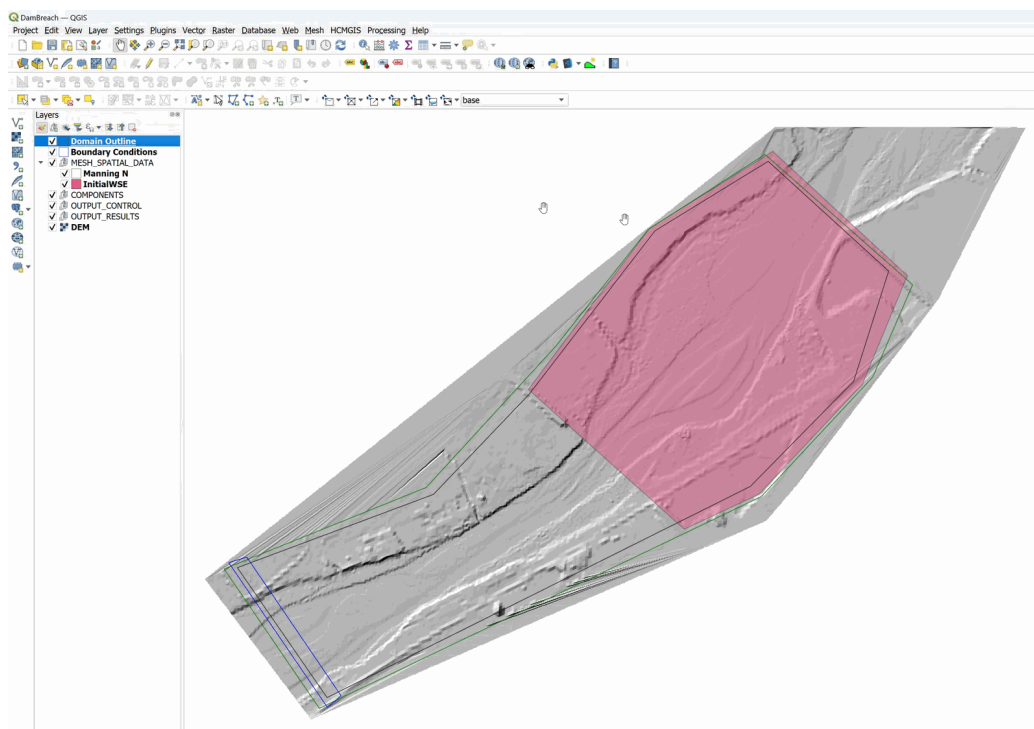 DamBreach — QGIS
Project Edit View Layer Settings Plugins Vector Raster Database Web Mesh HCMGIS Processing Help
base
Layers
Domain Outline
Boundary Conditions
MESH_SPATIAL_DATA
Manning N
InitialWSE
COMPONENTS
OUTPUT_CONTROL
OUTPUT_RESULTS
DEM